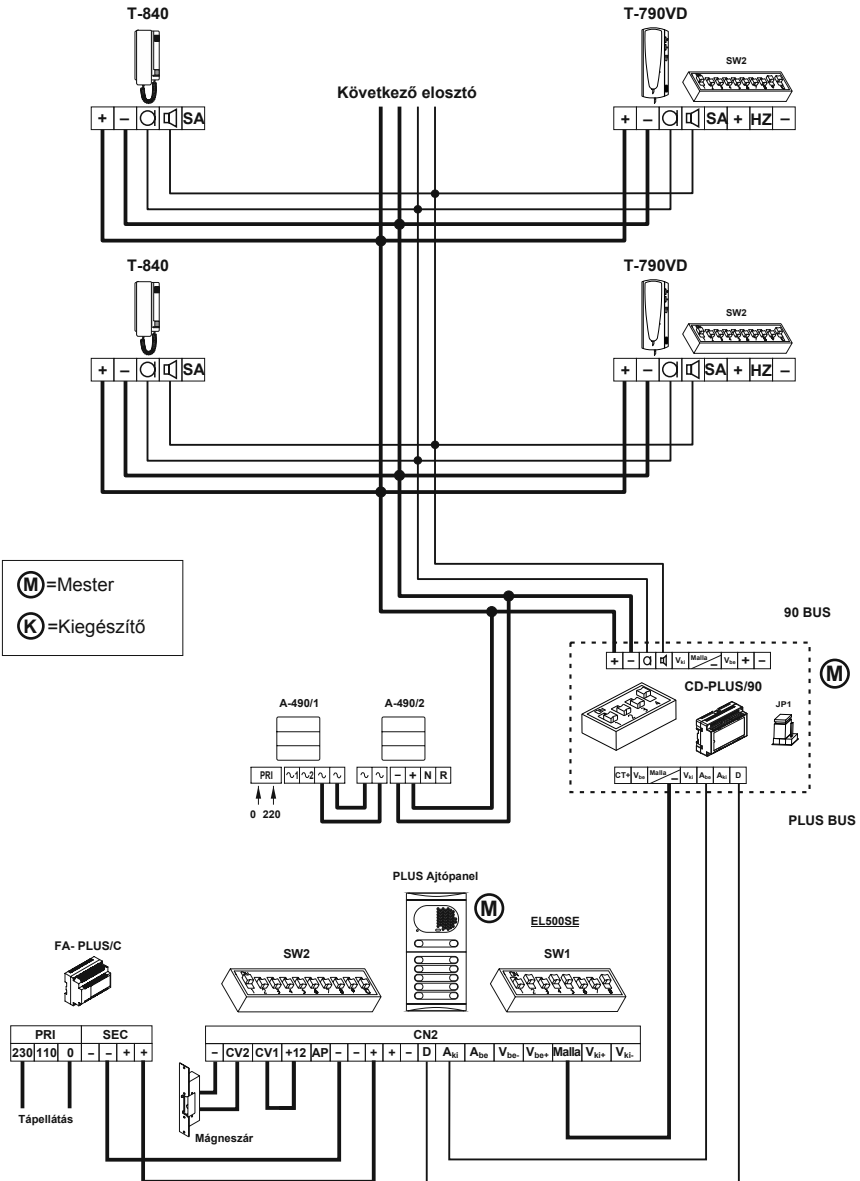 T-840
T-790VD
SW2
Következő elosztó
+ – SA
+ – SA + HZ –
T-840
T-790VD
SW2
+ – SA
+ – SA + HZ –
M =Mester
K =Kiegészítő
90 BUS
+ – Vki Malla – Vbe + –
M
CD-PLUS/90
JP1
A-490/1
A-490/2
PRI ∿1 ∿2 ∿ ∿
∿ ∿ – + N R
0 220
CT+ Vbe Malla – Vki Abe Aki D
PLUS BUS
PLUS Ajtópanel
M
EL500SE
FA- PLUS/C
SW2
SW1
PRI SEC
CN2
230 110 0 – – + +
– CV2 CV1 +12 AP – – + + – D Aki Abe Vbe- Vbe+ Malla Vki+ Vki-
Tápellátás
Mágneszár